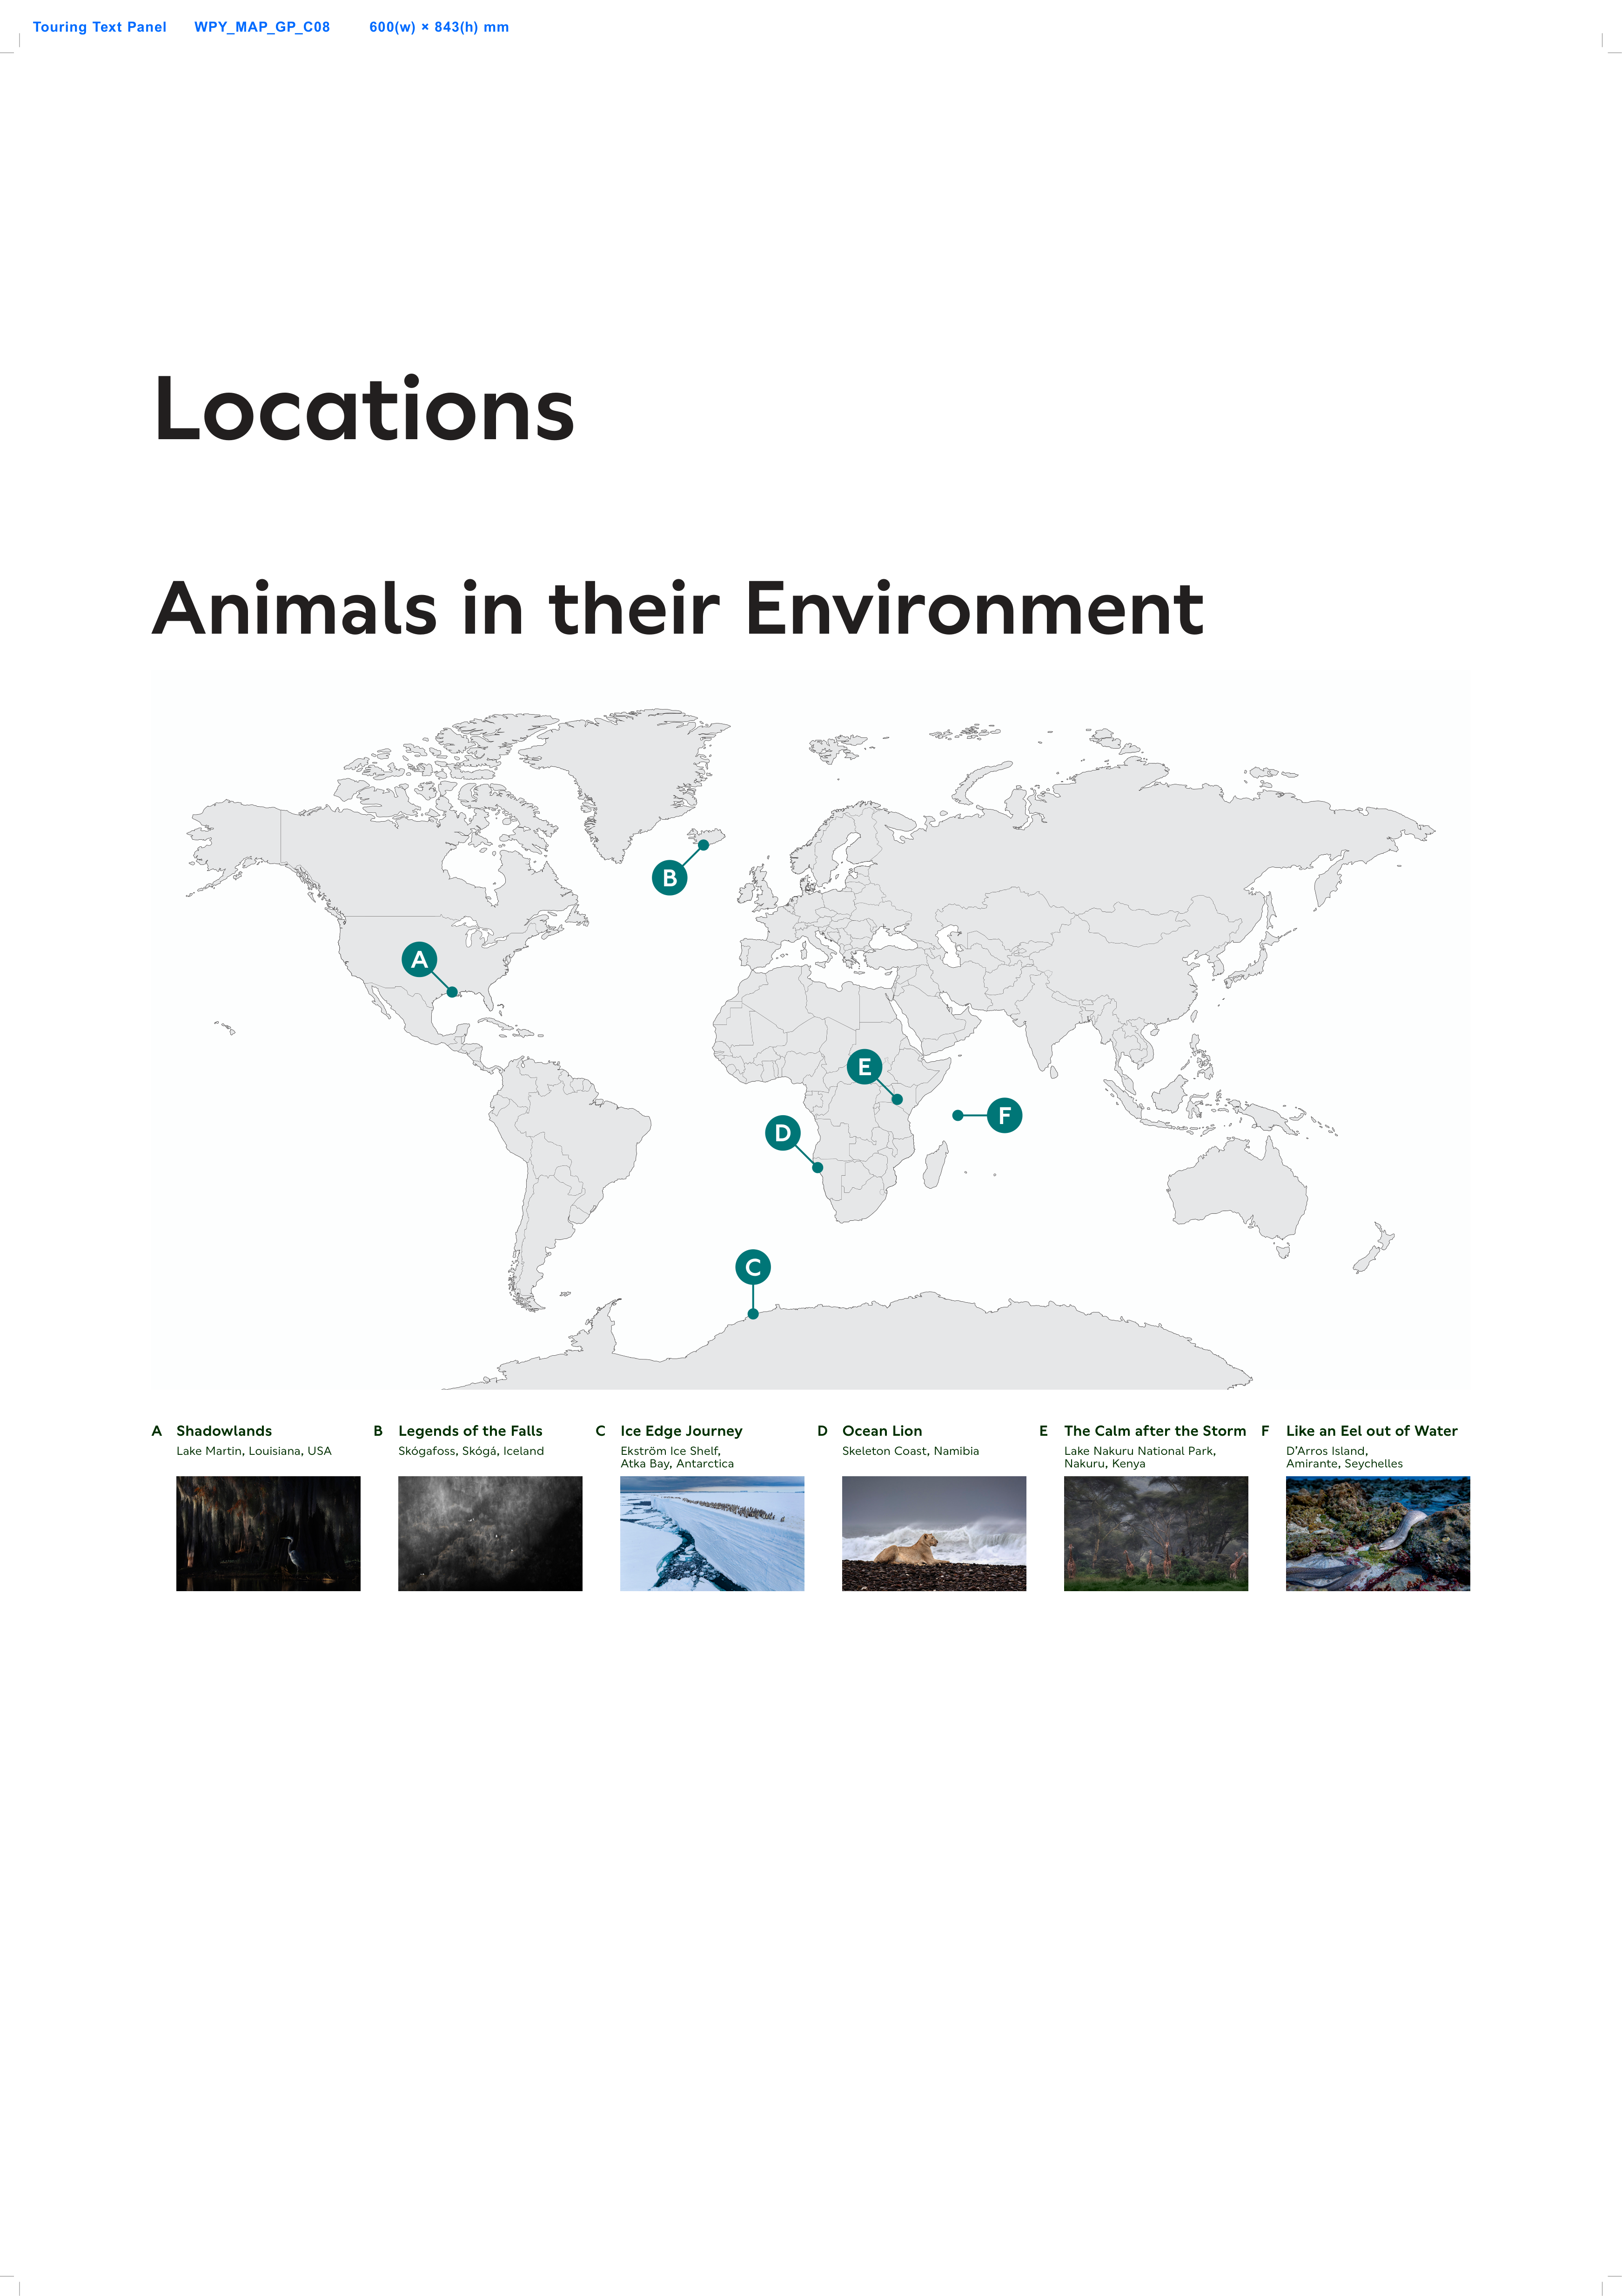 Touring Text Panel WPY_MAP_GP_C08 600(w) × 843(h) mm
Locations
Animals in their Environment
B
A
E
F
D
C
A Shadowlands
Lake Martin, Louisiana, USA
B Legends of the Falls
Skógafoss, Skógá, Iceland
C Ice Edge Journey
Ekström Ice Shelf,
Atka Bay, Antarctica
D Ocean Lion
Skeleton Coast, Namibia
E The Calm after the Storm
Lake Nakuru National Park,
Nakuru, Kenya
F Like an Eel out of Water
D’Arros Island,
Amirante, Seychelles